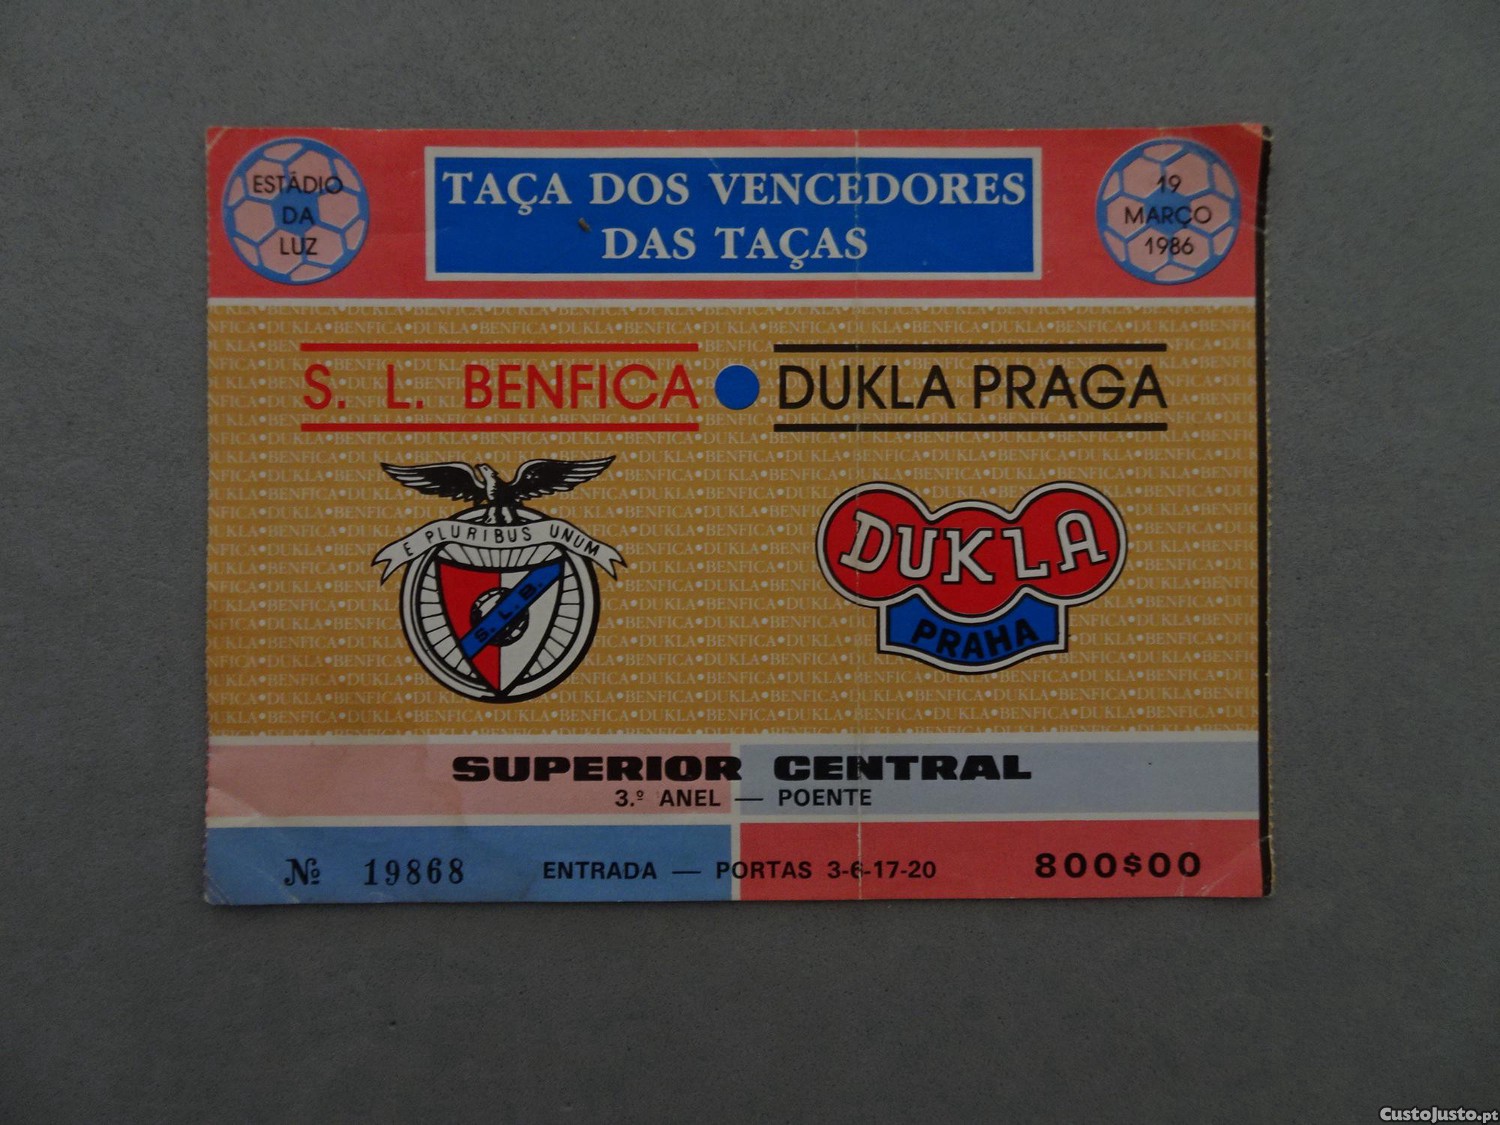 ESTÁDIO
DA
LUZ
TAÇA DOS VENCEDORES
DAS TAÇAS
19
MARÇO
1986
S. L. BENFICA
DUKLA PRAGA
E PLURIBUS UNUM
S. L. B.
DUKLA
PRAHA
SUPERIOR CENTRAL
3.º ANEL — POENTE
Nº 19868
ENTRADA — PORTAS 3-6-17-20
800$00
CustoJusto.pt